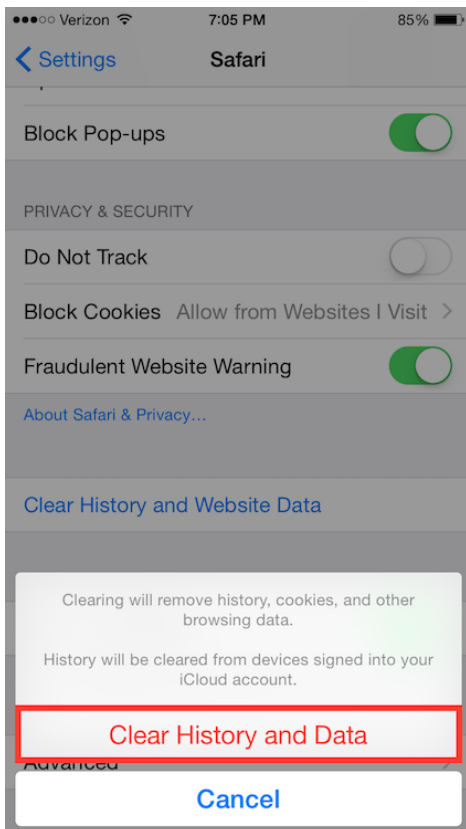 Verizon 7:05 PM 85%
Settings Safari
Block Pop-ups
PRIVACY & SECURITY
Do Not Track
Block Cookies Allow from Websites I Visit
Fraudulent Website Warning
About Safari & Privacy...
Clear History and Website Data
Clearing will remove history, cookies, and other
browsing data.
History will be cleared from devices signed into your
iCloud account.
Clear History and Data
Advanced
Cancel